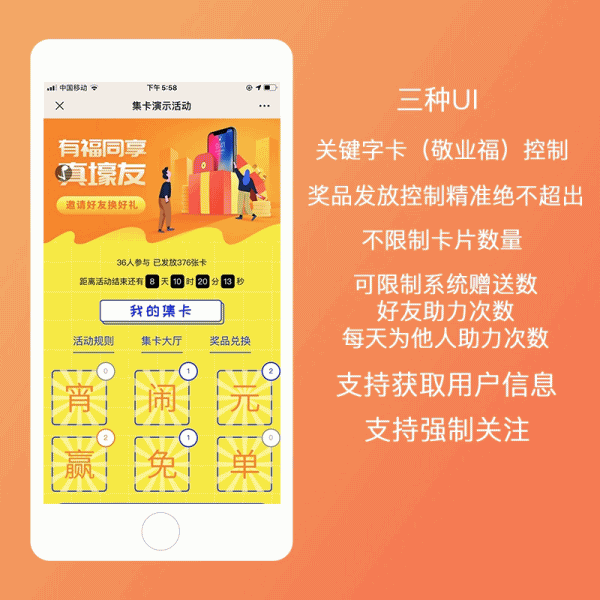 中国移动
下午5:58
集卡演示活动
有福同享
真壕友
邀请好友换好礼
36人参与 已发放376张卡
距离活动结束还有 8 天 10 时 20 分 13 秒
我的集卡
活动规则 集卡大厅 奖品兑换
0 1 2
宵 闹 元
2 1 0
赢 免 单
三种UI
关键字卡（敬业福）控制
奖品发放控制精准绝不超出
不限制卡片数量
可限制系统赠送数
好友助力次数
每天为他人助力次数
支持获取用户信息
支持强制关注